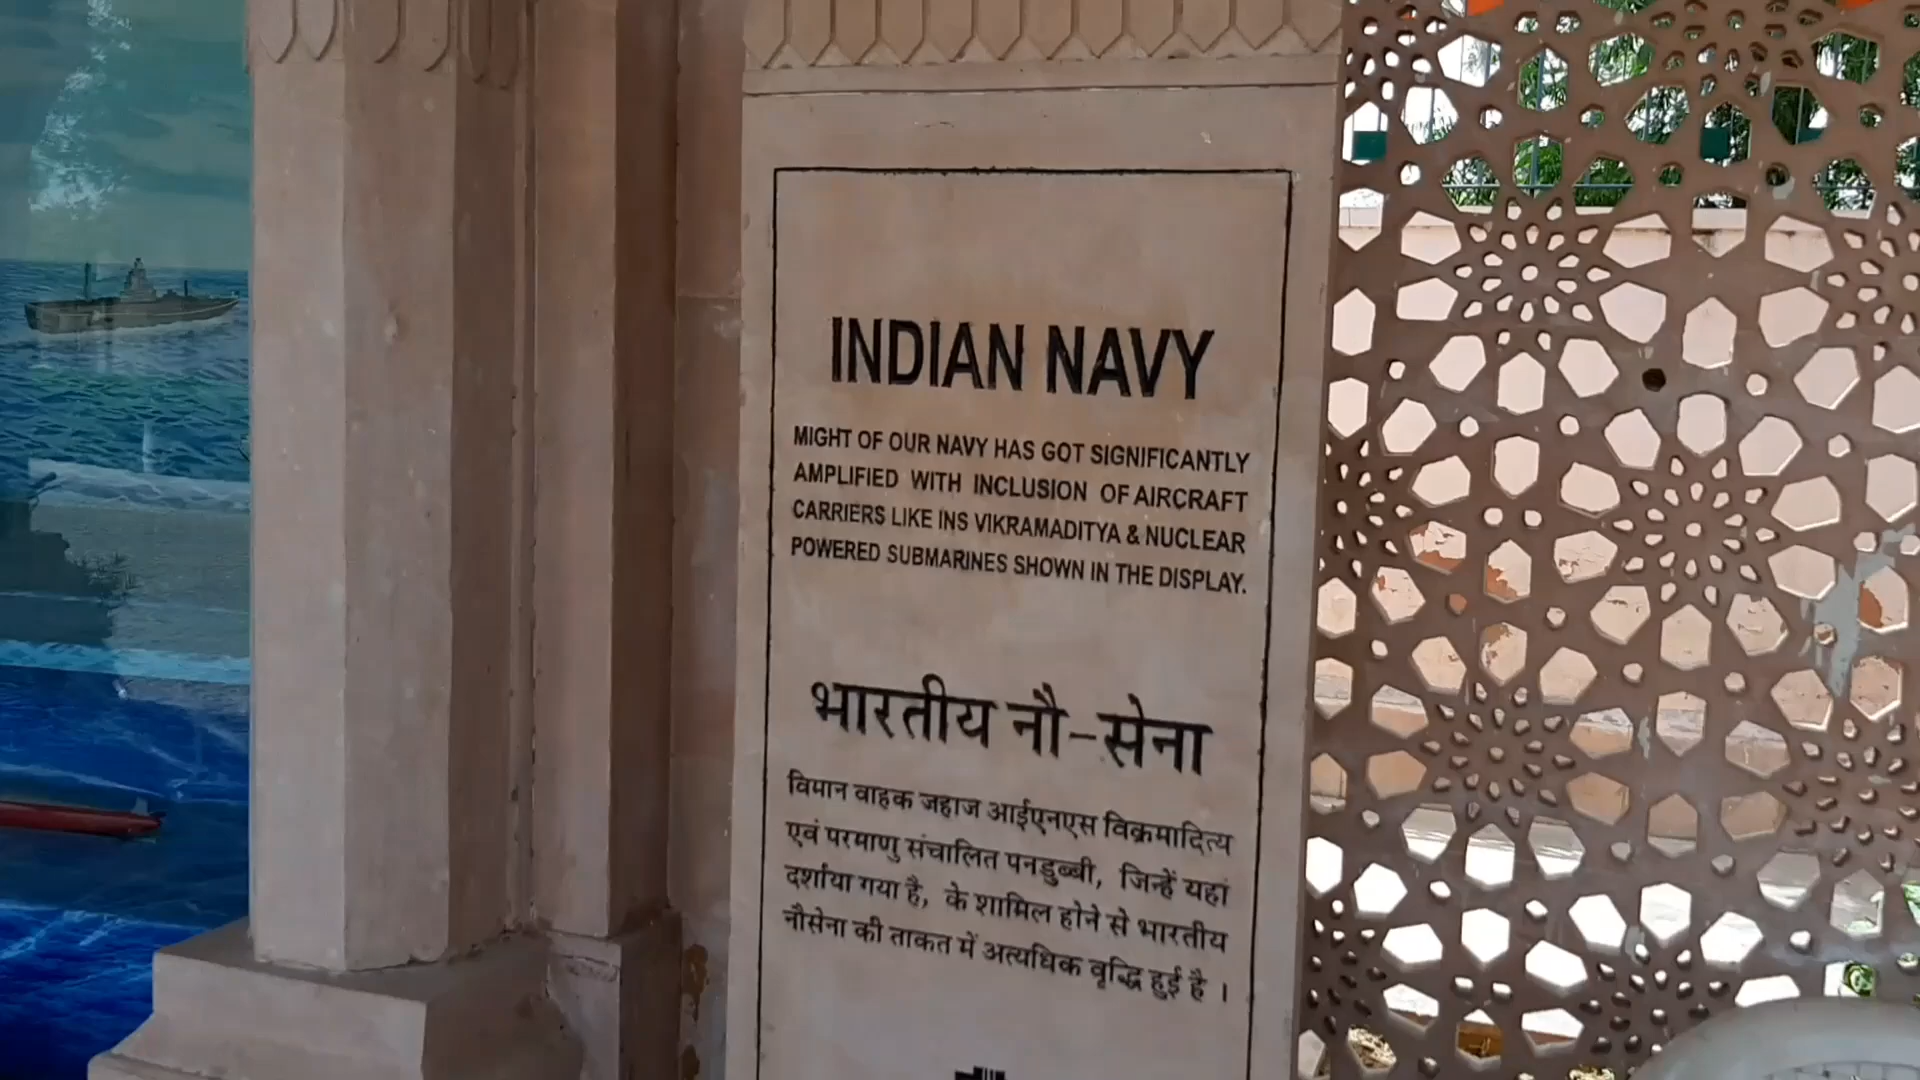 INDIAN NAVY
MIGHT OF OUR NAVY HAS GOT SIGNIFICANTLY
AMPLIFIED WITH INCLUSION OF AIRCRAFT
CARRIERS LIKE INS VIKRAMADITYA & NUCLEAR
POWERED SUBMARINES SHOWN IN THE DISPLAY.
भारतीय नौ-सेना
विमान वाहक जहाज आईएनएस विक्रमादित्य
एवं परमाणु संचालित पनडुब्बी, जिन्हें यहां
दर्शाया गया है, के शामिल होने से भारतीय
नौसेना की ताकत में अत्यधिक वृद्धि हुई है ।